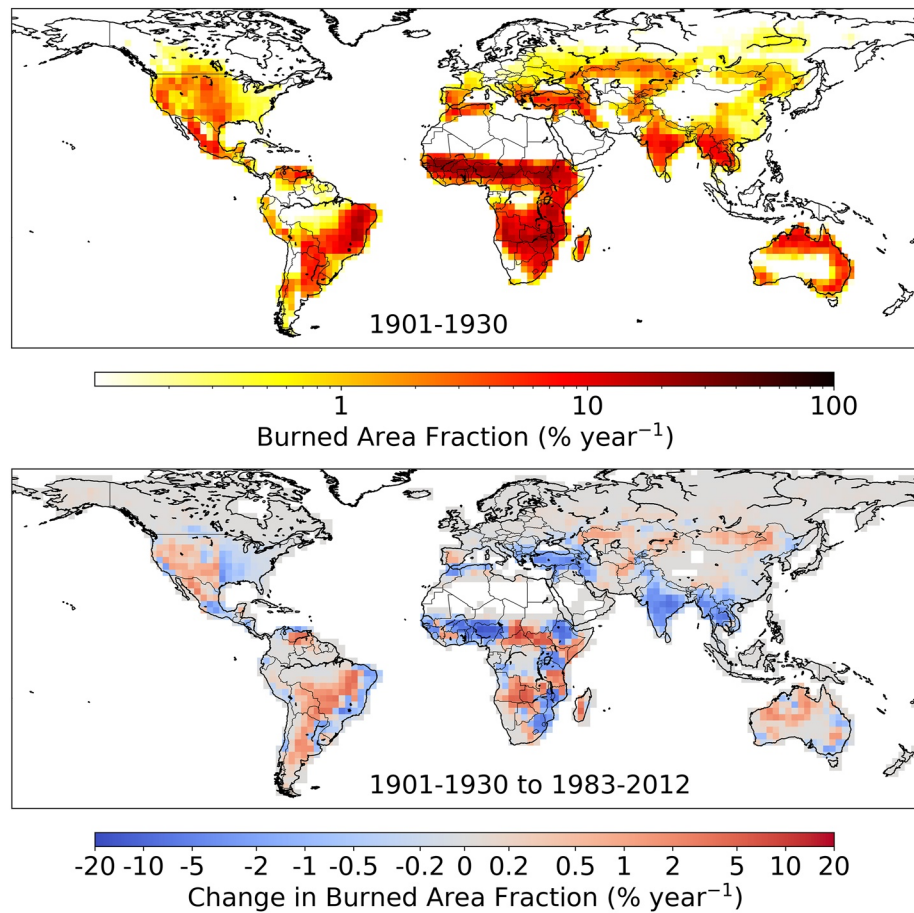 1901-1930
1 10 100
Burned Area Fraction (% year⁻¹)
1901-1930 to 1983-2012
-20 -10 -5 -2 -1 -0.5 -0.2 0 0.2 0.5 1 2 5 10 20
Change in Burned Area Fraction (% year⁻¹)